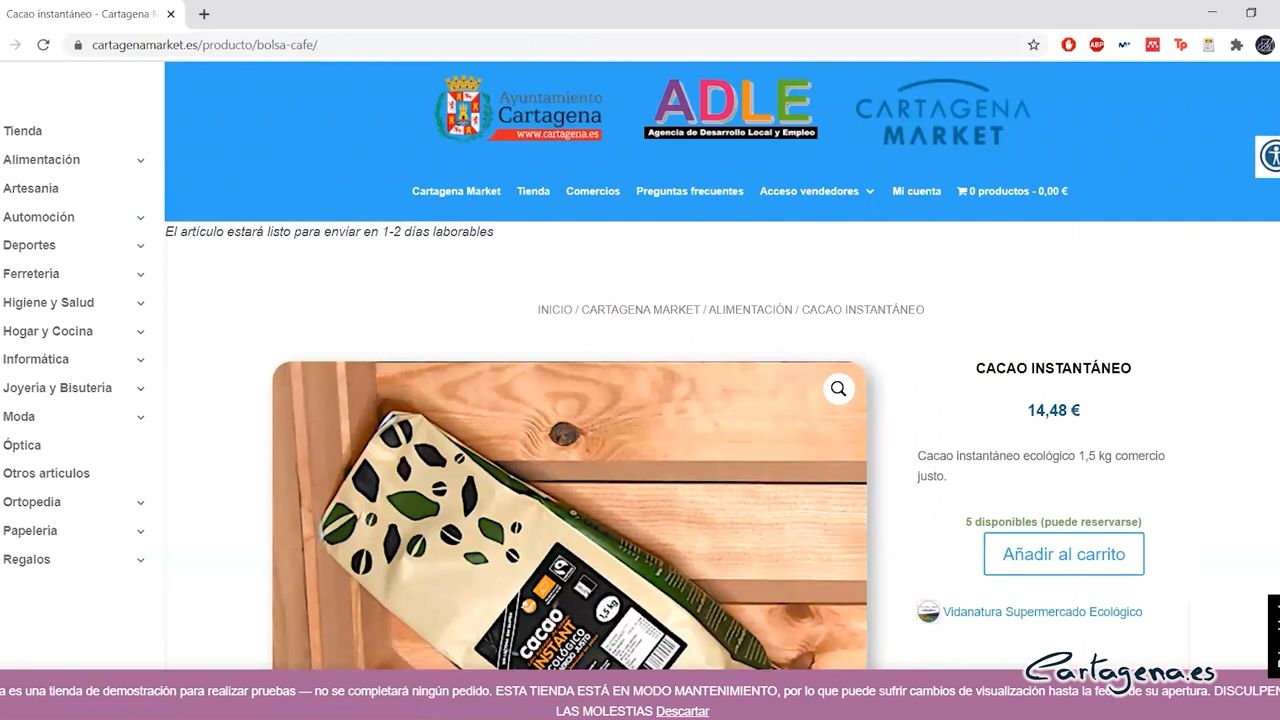 Cacao instantáneo - Cartagena M
cartagenamarket.es/producto/bolsa-cafe/
ABP
Tp
Ayuntamiento
Cartagena
www.cartagena.es
ADLE
Agencia de Desarrollo Local y Empleo
CARTAGENA
MARKET
Cartagena Market
Tienda
Comercios
Preguntas frecuentes
Acceso vendedores
Mi cuenta
0 productos - 0,00 €
Tienda
Alimentación
Artesanía
Automoción
Deportes
Ferretería
Higiene y Salud
Hogar y Cocina
Informática
Joyería y Bisutería
Moda
Óptica
Otros artículos
Ortopedia
Papelería
Regalos
El artículo estará listo para enviar en 1-2 días laborables
INICIO / CARTAGENA MARKET / ALIMENTACIÓN / CACAO INSTANTÁNEO
1,5 kg
cacao
INSTANT
CACAO INSTANTÁNEO
14,48 €
Cacao instantáneo ecológico 1,5 kg comercio
justo.
5 disponibles (puede reservarse)
Añadir al carrito
Vidanatura Supermercado Ecológico
Cartagena.es
a es una tienda de demostración para realizar pruebas — no se completará ningún pedido. ESTA TIENDA ESTÁ EN MODO MANTENIMIENTO, por lo que puede sufrir cambios de visualización hasta la fec de su apertura. DISCULPEN
LAS MOLESTIAS Descartar